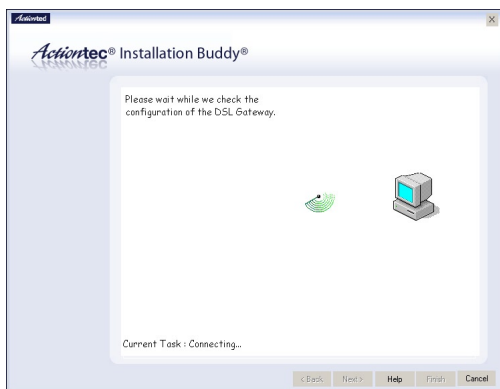 Actiontec
Actiontec® Installation Buddy®
Please wait while we check the
configuration of the DSL Gateway.
Current Task : Connecting...
< Back Next > Help Finish Cancel